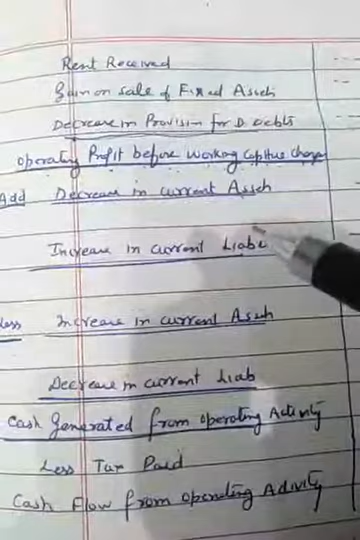 Rent Received
Gain on sale of Fixed Assets
Decrease in Provision for D. Debts
Operating Profit before working capital changes
Add Decrease in current Assets
Increase in current Liab
Less Increase in current Assets
Decrease in current Liab
Cash Generated from operating Activity
Less Tax Paid
Cash Flow from operating Activity